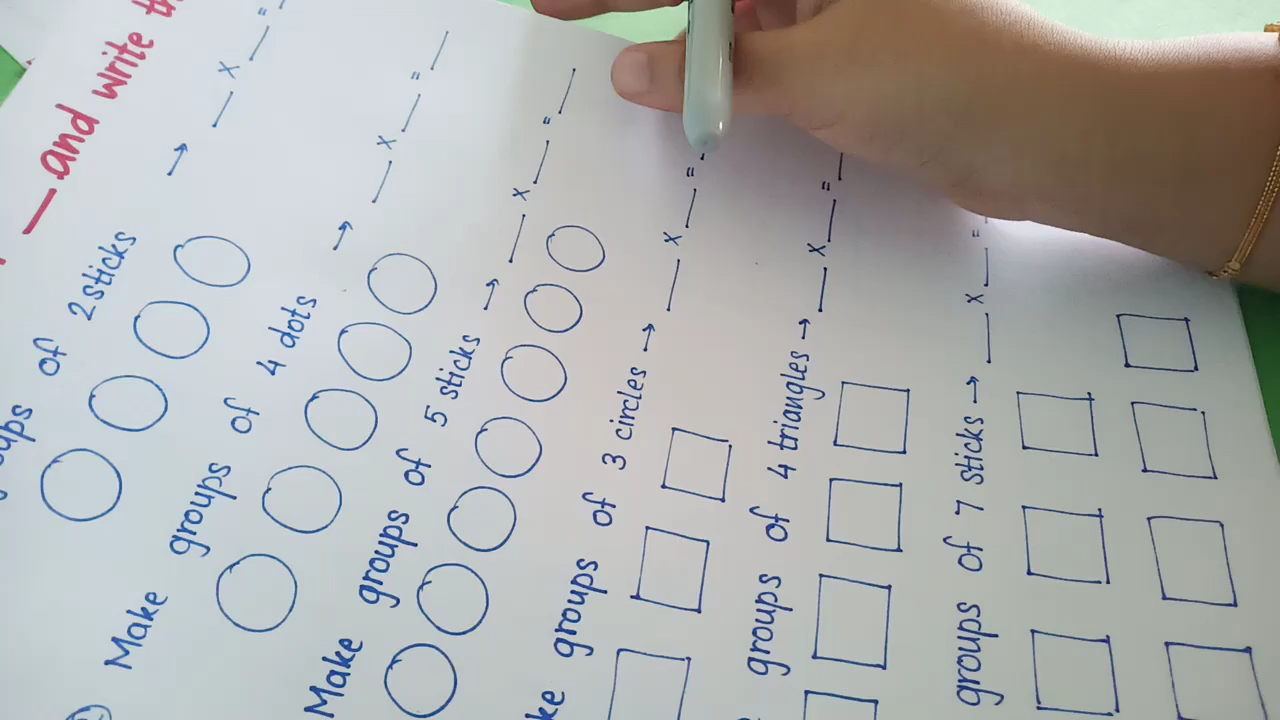 and write
of 2 sticks → __ x __ =
Make groups of 4 dots → __ x __ = __
Make groups of 5 sticks → __ x __ = __
groups of 3 circles → __ x __ =
groups of 4 triangles → __ x __ = __
groups of 7 sticks → __ x __ =